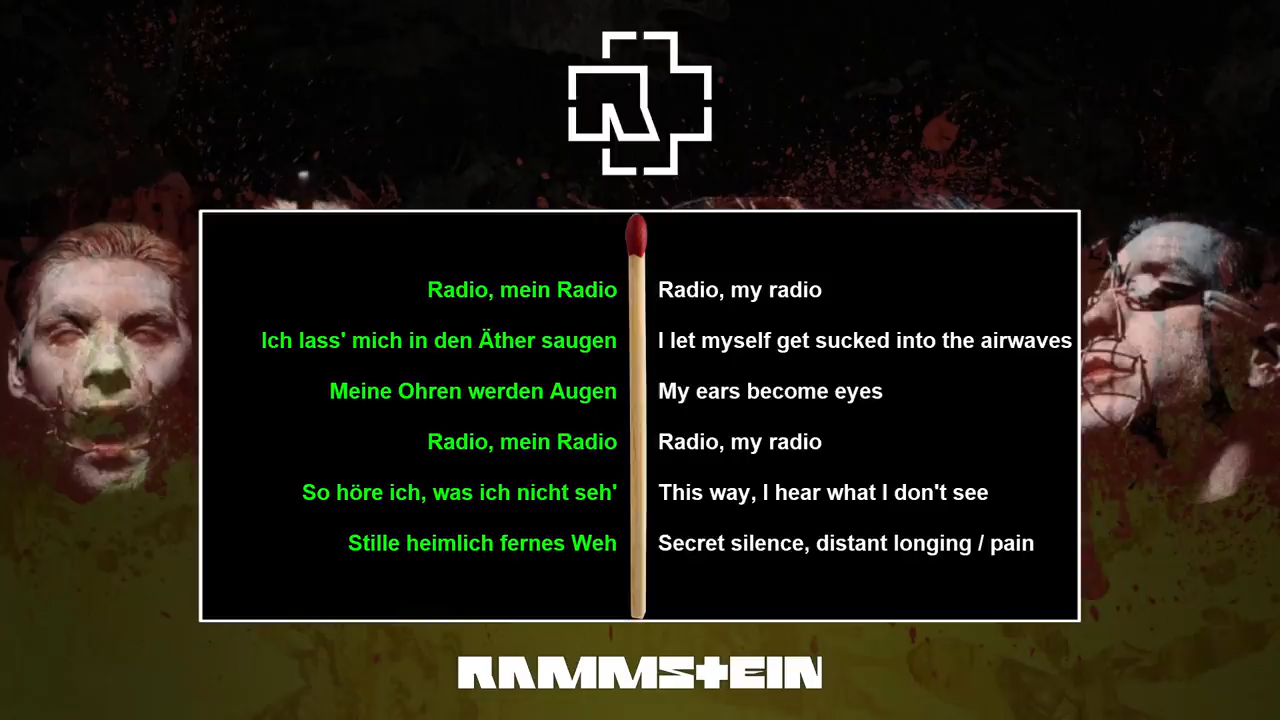 Radio, mein Radio
Radio, my radio
Ich lass' mich in den Äther saugen
I let myself get sucked into the airwaves
Meine Ohren werden Augen
My ears become eyes
Radio, mein Radio
Radio, my radio
So höre ich, was ich nicht seh'
This way, I hear what I don't see
Stille heimlich fernes Weh
Secret silence, distant longing / pain
RAMMSTEIN